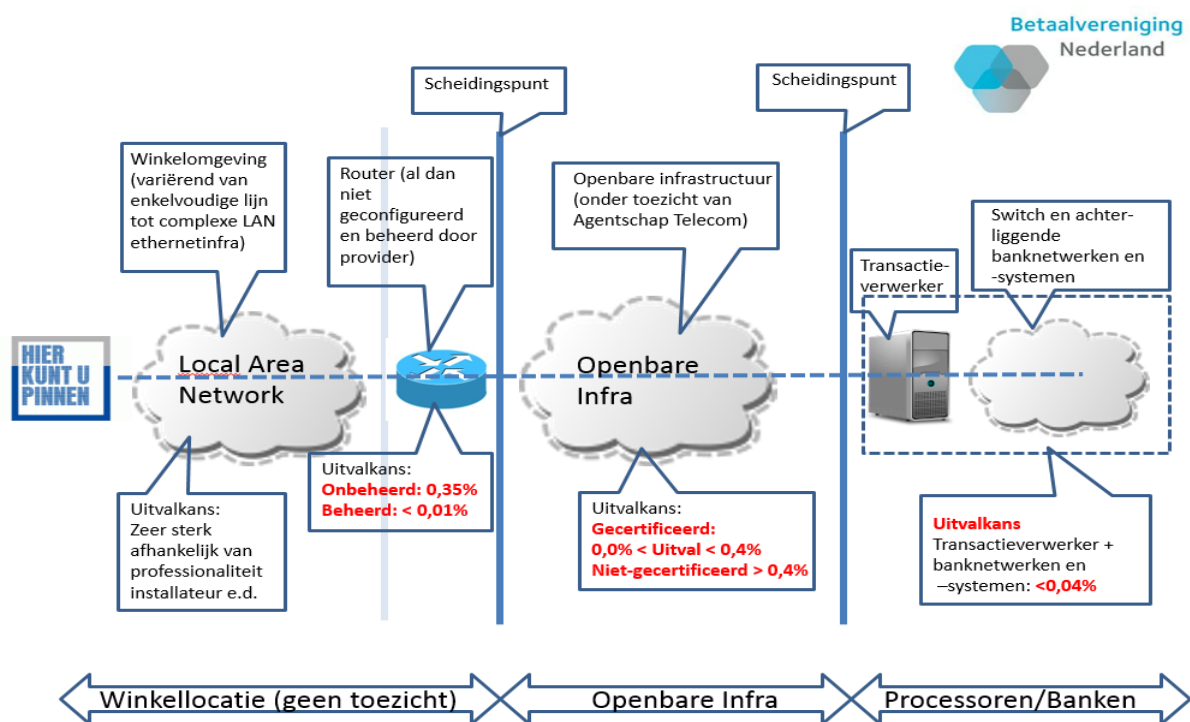 Betaalvereniging
Nederland
Scheidingspunt
Scheidingspunt
Winkelomgeving
(variërend van
enkelvoudige lijn
tot complexe LAN
ethernetinfra)
Router (al dan
niet
geconfigureerd
en beheerd door
provider)
Openbare infrastructuur
(onder toezicht van
Agentschap Telecom)
Transactie-
verwerker
Switch en achter-
liggende
banknetwerken en
-systemen
HIER
KUNT U
PINNEN
Local Area
Network
Openbare
Infra
Uitvalkans:
Zeer sterk
afhankelijk van
professionaliteit
installateur e.d.
Uitvalkans:
Onbeheerd: 0,35%
Beheerd: < 0,01%
Uitvalkans:
Gecertificeerd:
0,0% < Uitval < 0,4%
Niet-gecertificeerd > 0,4%
Uitvalkans
Transactieverwerker +
banknetwerken en
–systemen: <0,04%
Winkellocatie (geen toezicht)
Openbare Infra
Processoren/Banken